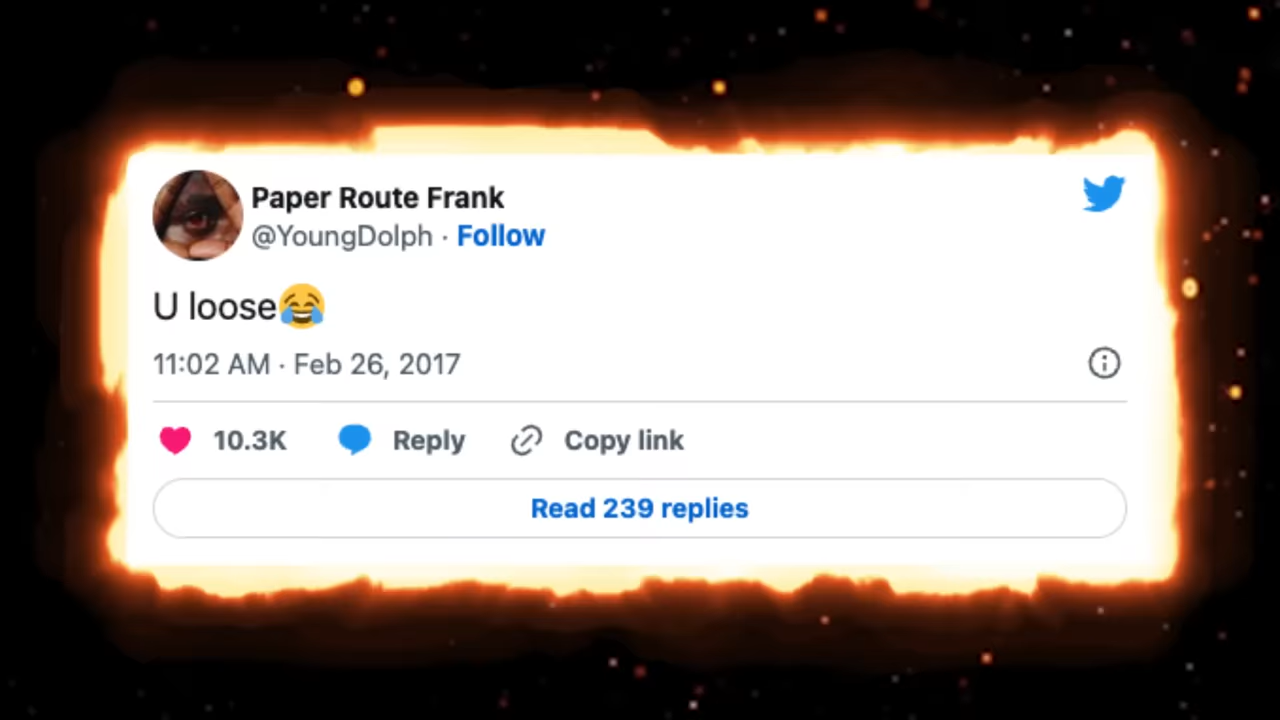 Paper Route Frank
@YoungDolph · Follow
U loose😂
11:02 AM · Feb 26, 2017
10.3K Reply Copy link
Read 239 replies